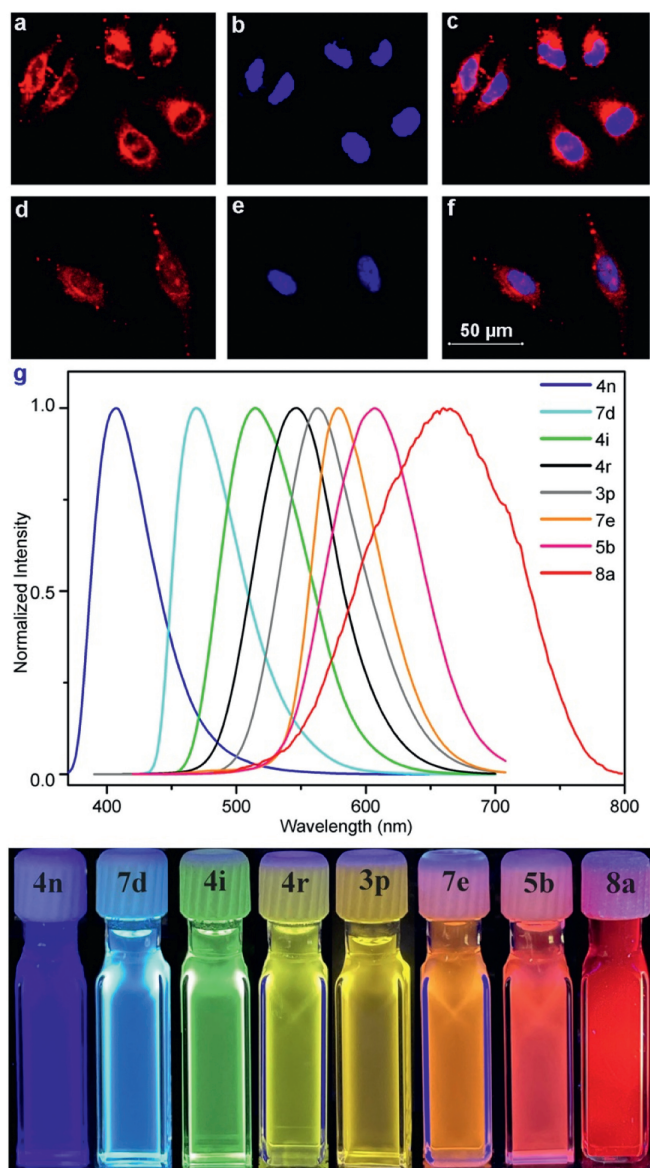 a b c
d e f
50 µm
g
4n
7d
4i
4r
3p
7e
5b
8a
1.0
0.5
0.0
Normalized Intensity
400 500 600 700 800
Wavelength (nm)
4n 7d 4i 4r 3p 7e 5b 8a